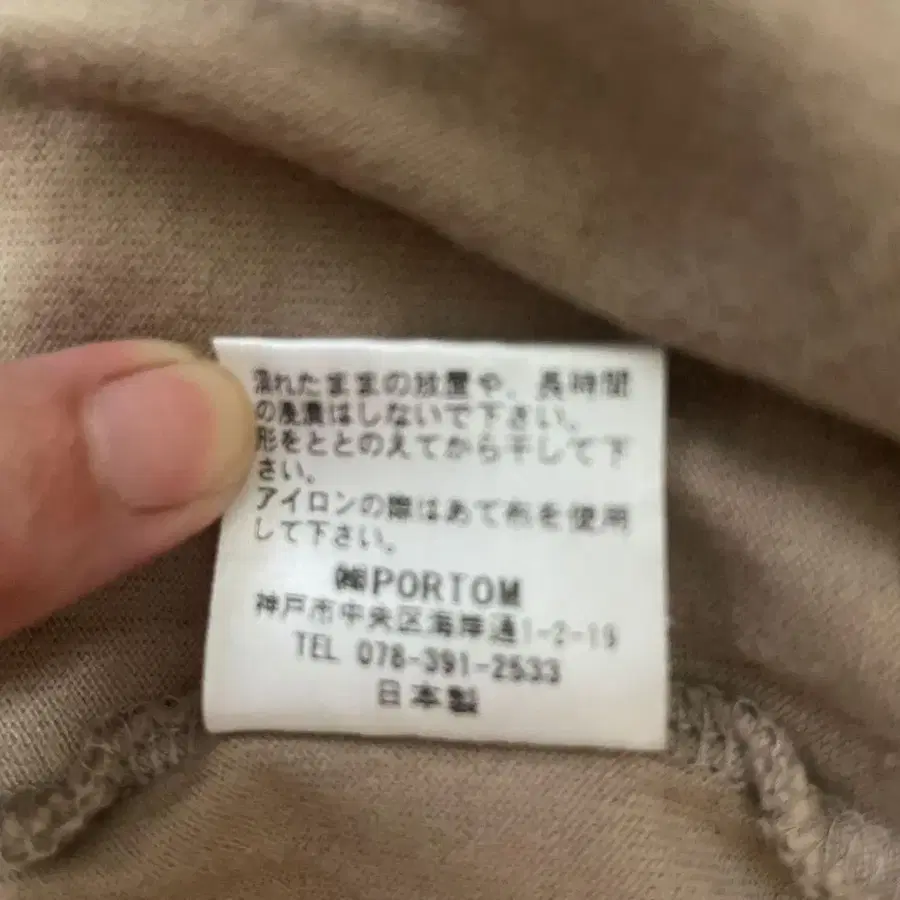 濡れたままの放置や、長時間
の浸漬はしないで下さい。
形をととのえてから干して下
さい。
アイロンの際はあて布を使用
して下さい。
㈱PORTOM
神戸市中央区海岸通1-2-19
TEL 078-391-2533
日本製